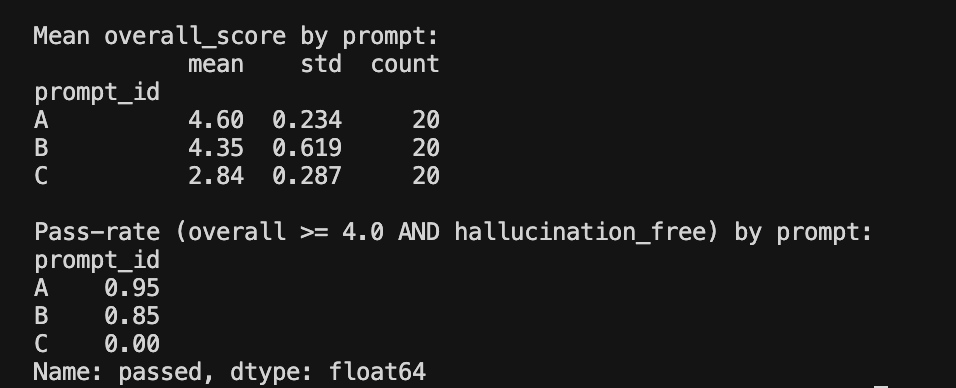 Mean overall_score by prompt:
mean std count
prompt_id
A 4.60 0.234 20
B 4.35 0.619 20
C 2.84 0.287 20
Pass-rate (overall >= 4.0 AND hallucination_free) by prompt:
prompt_id
A 0.95
B 0.85
C 0.00
Name: passed, dtype: float64